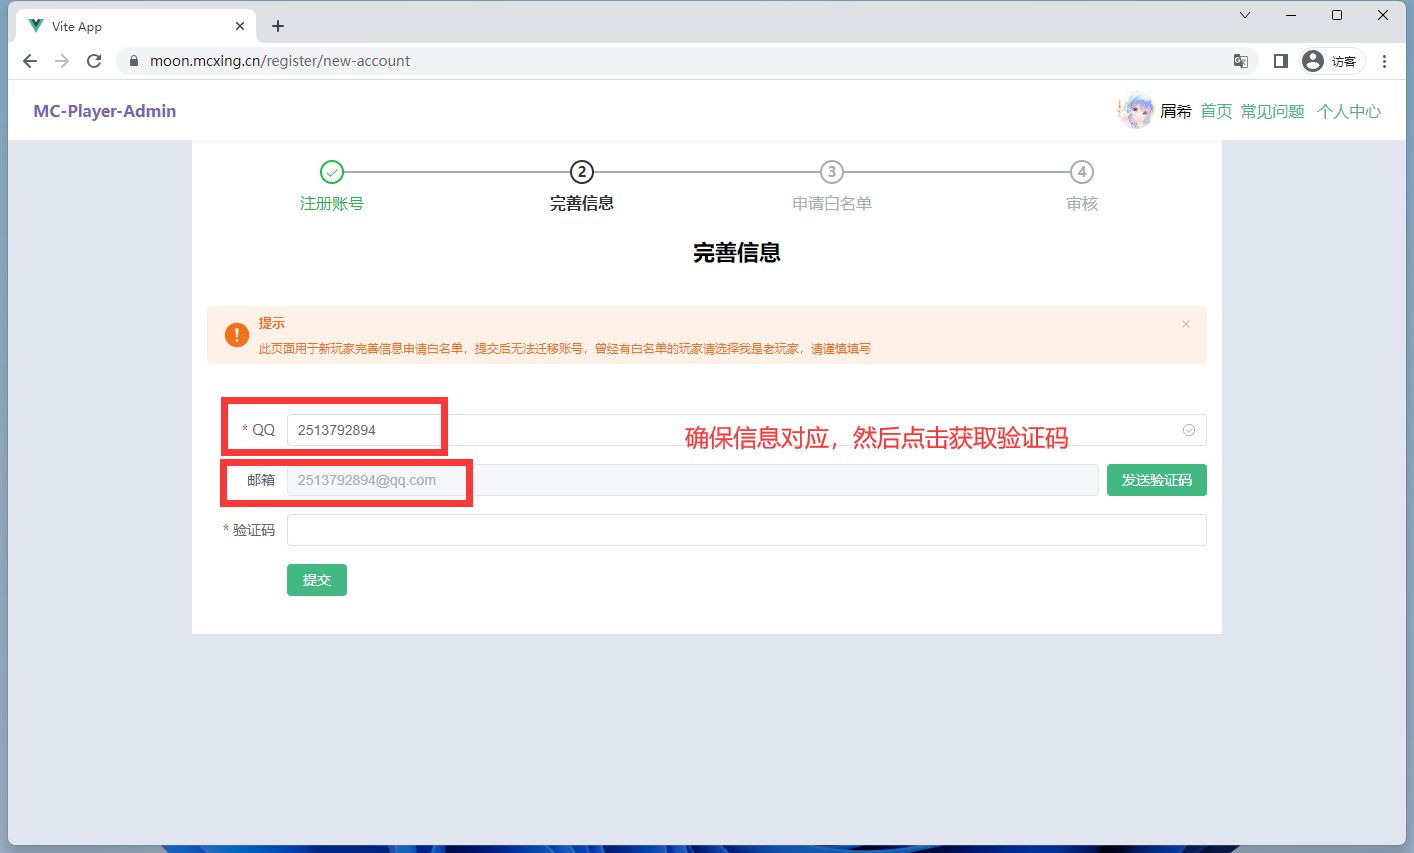 Vite App
moon.mcxing.cn/register/new-account
访客
MC-Player-Admin
屑希 首页 常见问题 个人中心
2 3 4
注册账号 完善信息 申请白名单 审核
完善信息
提示
此页面用于新玩家完善信息申请白名单，提交后无法迁移账号，曾经有白名单的玩家请选择我是老玩家，请谨慎填写
* QQ 2513792894
确保信息对应，然后点击获取验证码
邮箱 2513792894@qq.com 发送验证码
* 验证码
提交